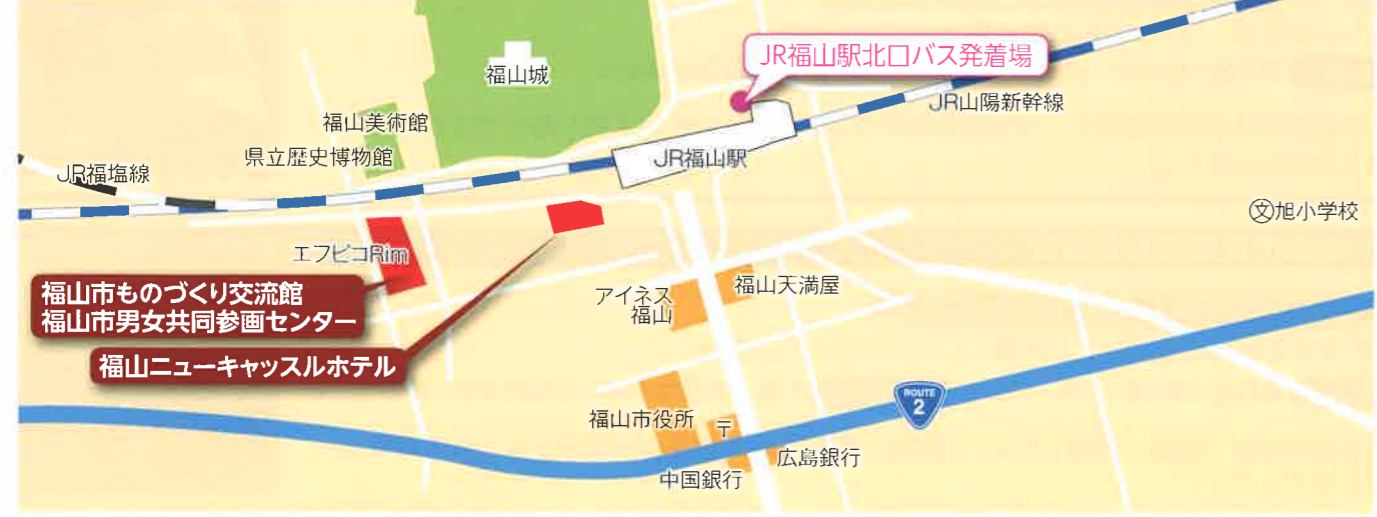 福山城
JR福山駅北口バス発着場
JR山陽新幹線
福山美術館
県立歴史博物館
JR福山駅
JR福塩線
文旭小学校
エフピコRim
福山市ものづくり交流館
福山市男女共同参画センター
福山ニューキャッスルホテル
アイネス
福山
福山天満屋
ROUTE
2
福山市役所
〒
広島銀行
中国銀行